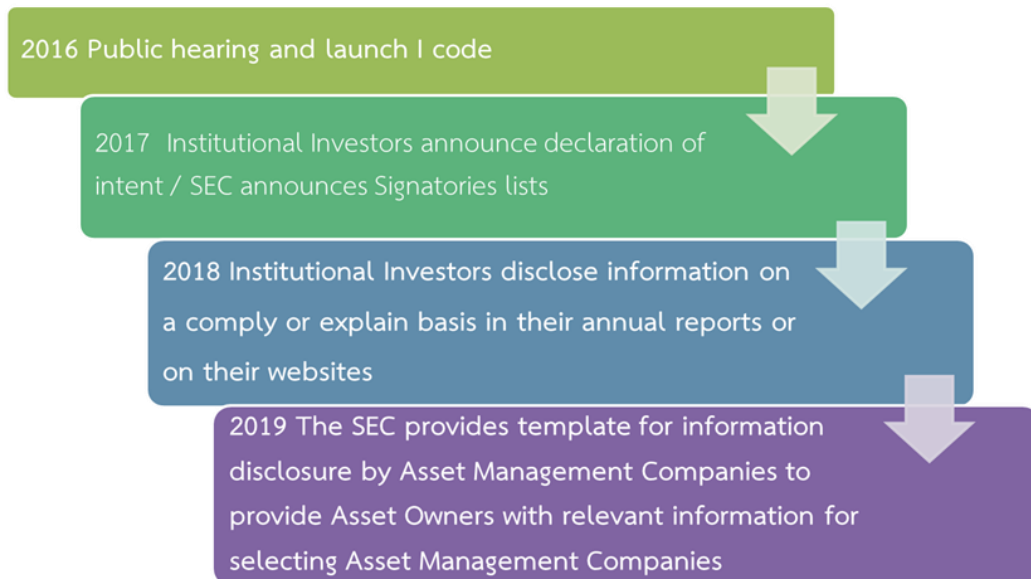 2016 Public hearing and launch I code
2017  Institutional Investors announce declaration of
intent / SEC announces Signatories lists
2018 Institutional Investors disclose information on
a comply or explain basis in their annual reports or
on their websites
2019 The SEC provides template for information
disclosure by Asset Management Companies to
provide Asset Owners with relevant information for
selecting Asset Management Companies